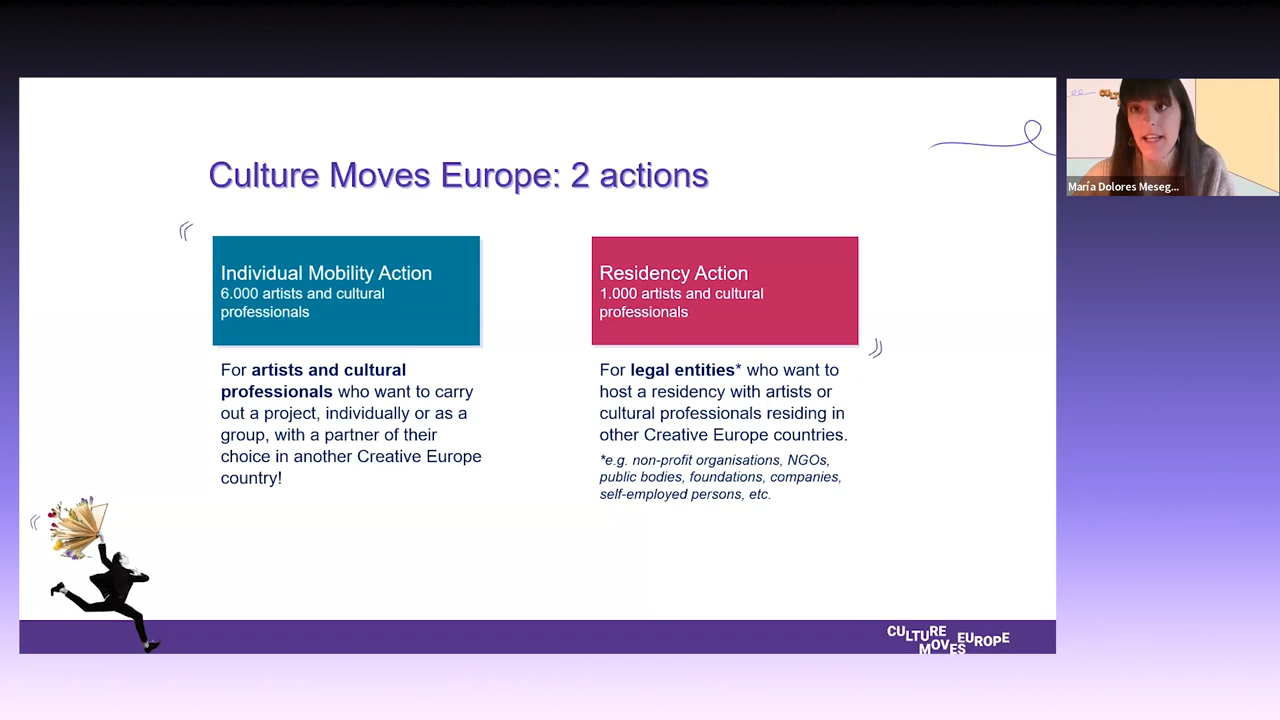 Culture Moves Europe: 2 actions
Individual Mobility Action
6.000 artists and cultural
professionals
For artists and cultural
professionals who want to carry
out a project, individually or as a
group, with a partner of their
choice in another Creative Europe
country!
Residency Action
1.000 artists and cultural
professionals
For legal entities* who want to
host a residency with artists or
cultural professionals residing in
other Creative Europe countries.
*e.g. non-profit organisations, NGOs,
public bodies, foundations, companies,
self-employed persons, etc.
CULTURE
MOVES EUROPE
María Dolores Meseg...